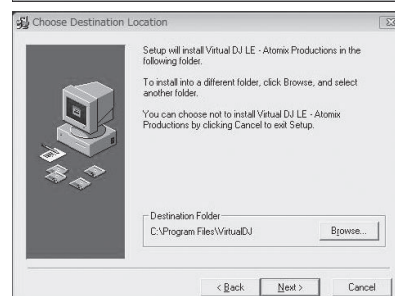 Choose Destination Location
Setup will install Virtual DJ LE - Atomix Productions in the
following folder.
To install into a different folder, click Browse, and select
another folder.
You can choose not to install Virtual DJ LE - Atomix
Productions by clicking Cancel to exit Setup.
Destination Folder
C:\Program Files\VirtualDJ
Browse...
< Back
Next >
Cancel